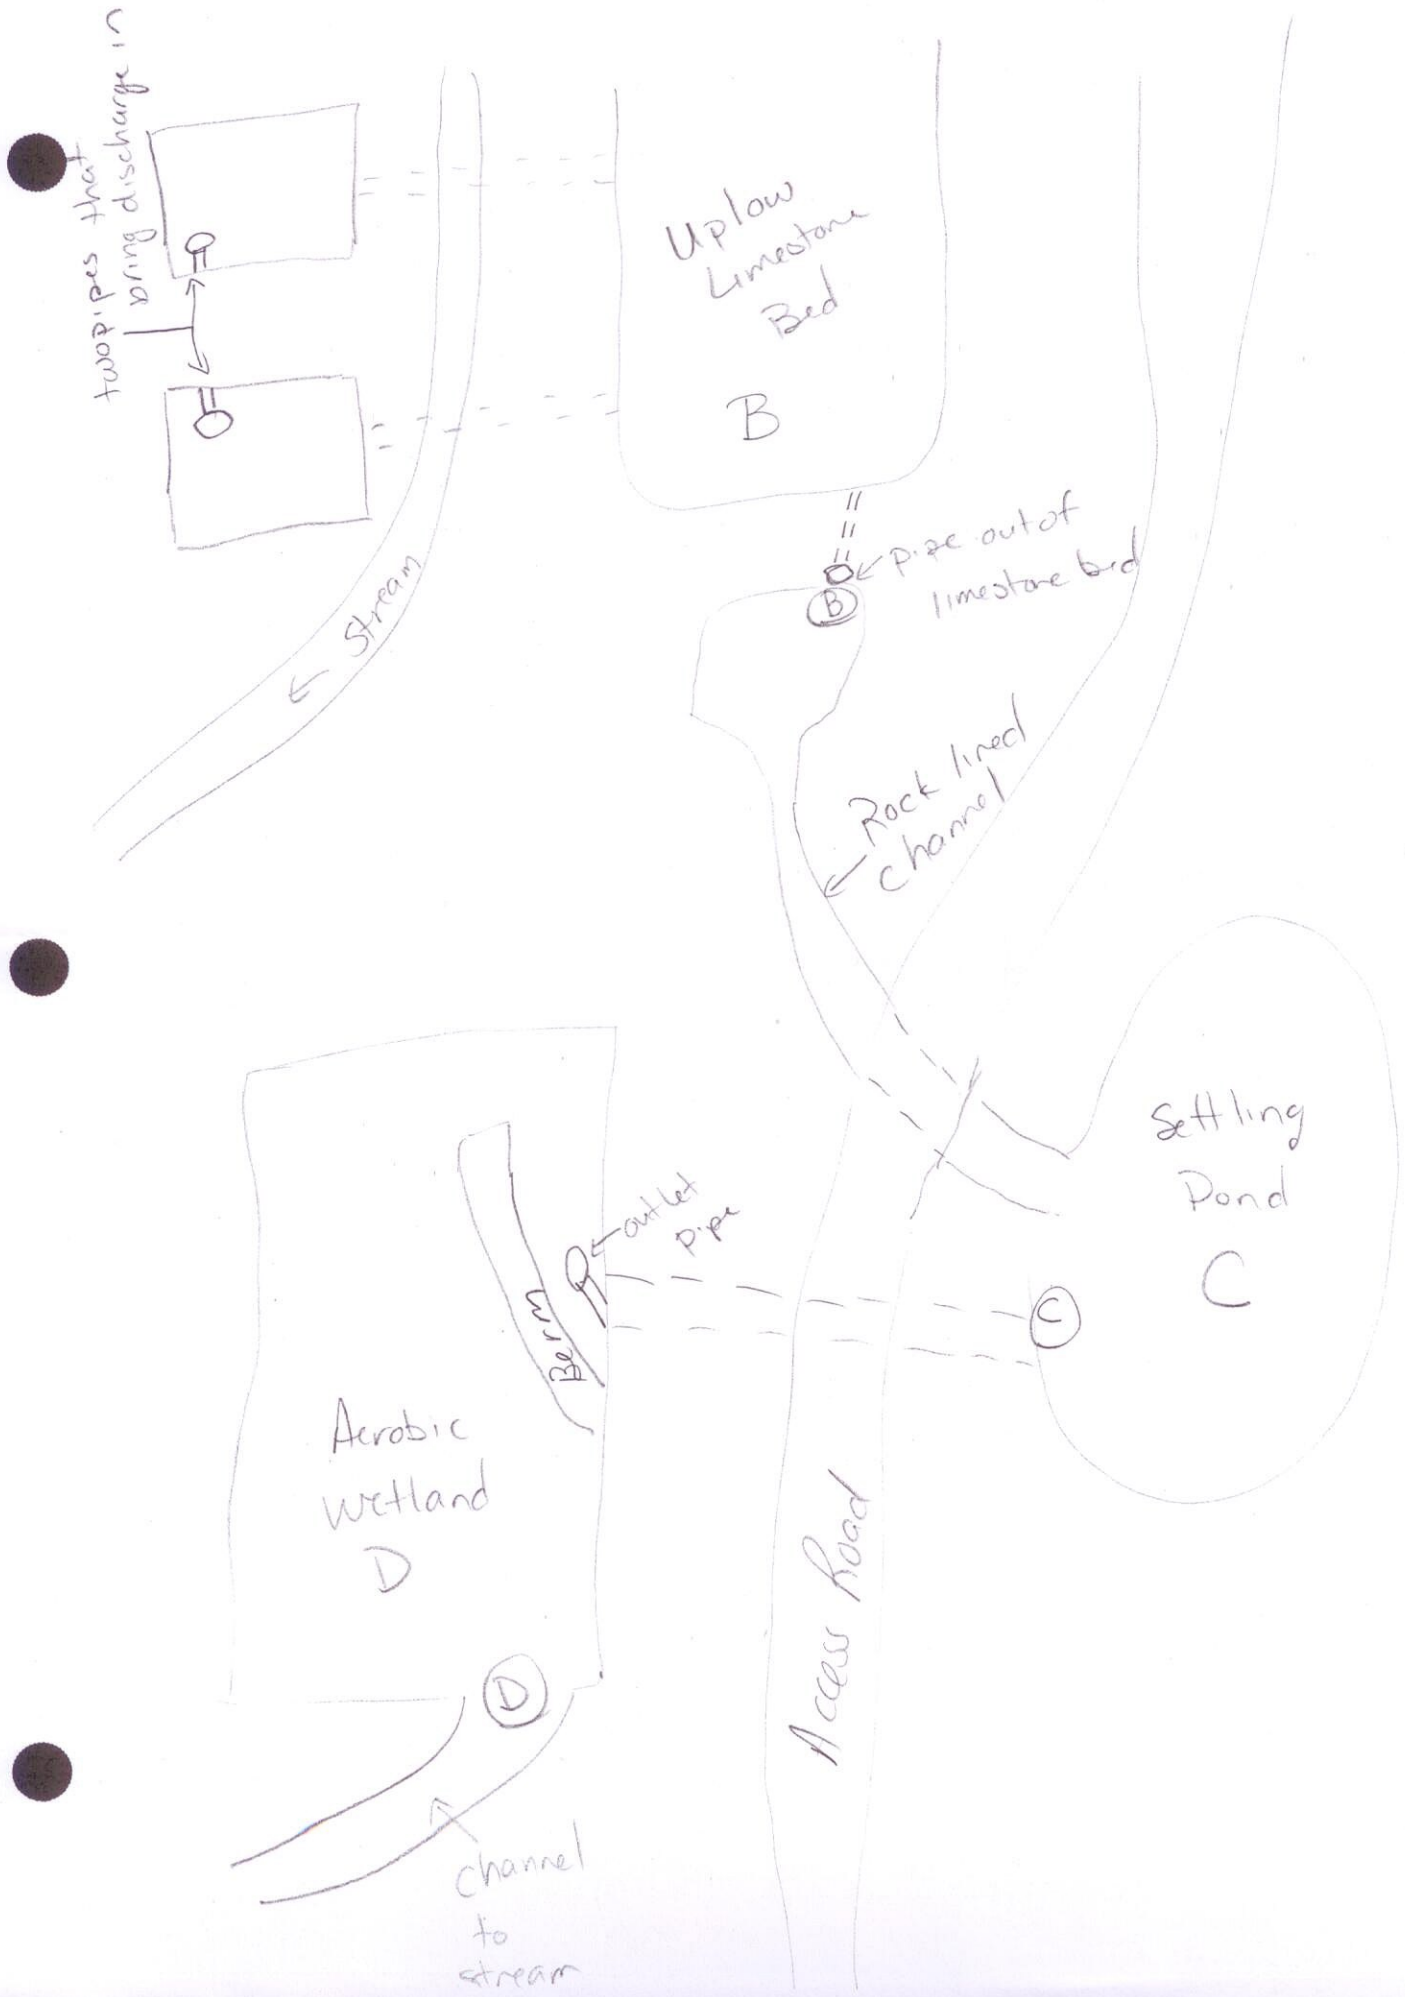 two pipes that
bring discharge in
Uplow
Limestone
Bed
B
pipe out of
limestone bed
B
Stream
Rock lined
channel
Settling
Pond
C
C
outlet
pipe
Berm
Aerobic
Wetland
D
D
Access Road
channel
to
stream